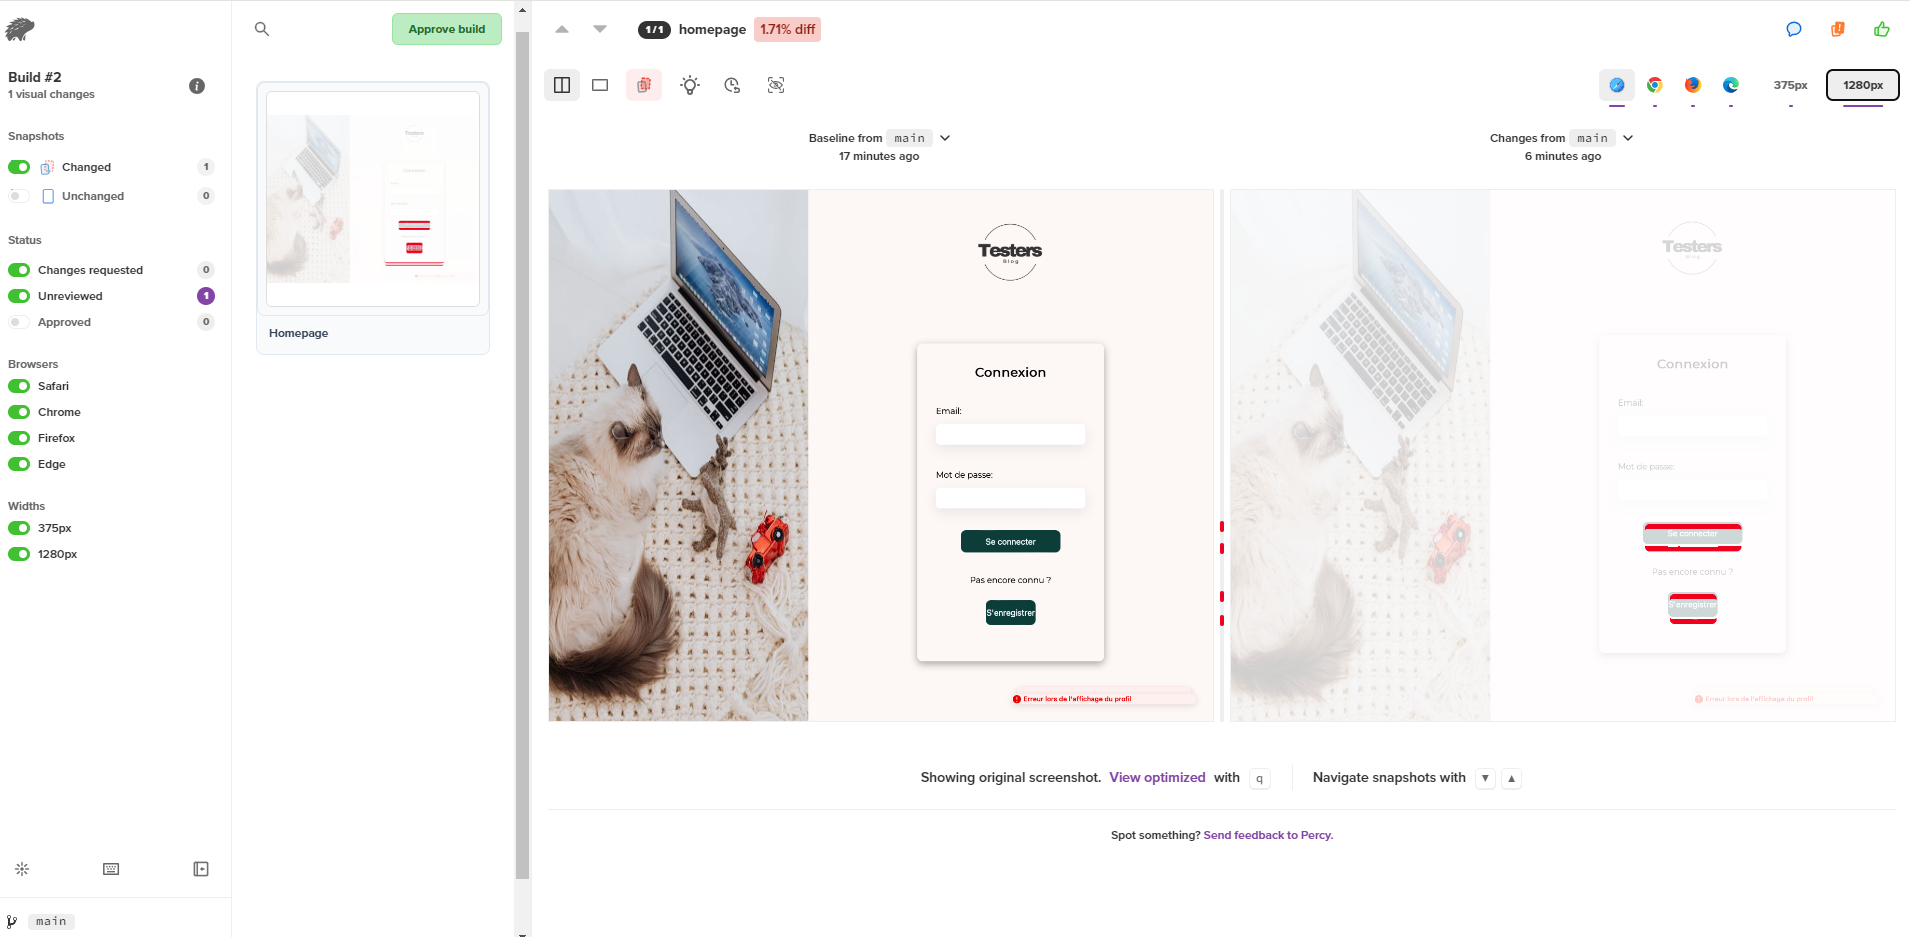 Build #2
1 visual changes
Snapshots
Changed 1
Unchanged 0
Status
Changes requested 0
Unreviewed 1
Approved 0
Browsers
Safari
Chrome
Firefox
Edge
Widths
375px
1280px
main
Approve build
Homepage
1/1 homepage 1.71% diff
375px 1280px
Baseline from main
17 minutes ago
Changes from main
6 minutes ago
Testers
Blog
Connexion
Email:
Mot de passe:
Se connecter
Pas encore connu ?
S'enregistrer
Erreur lors de l'affichage du profil
Testers
Blog
Connexion
Email:
Mot de passe:
Se connecter
Pas encore connu ?
S'enregistrer
Erreur lors de l'affichage du profil
Showing original screenshot. View optimized with q
Navigate snapshots with ▼ ▲
Spot something? Send feedback to Percy.